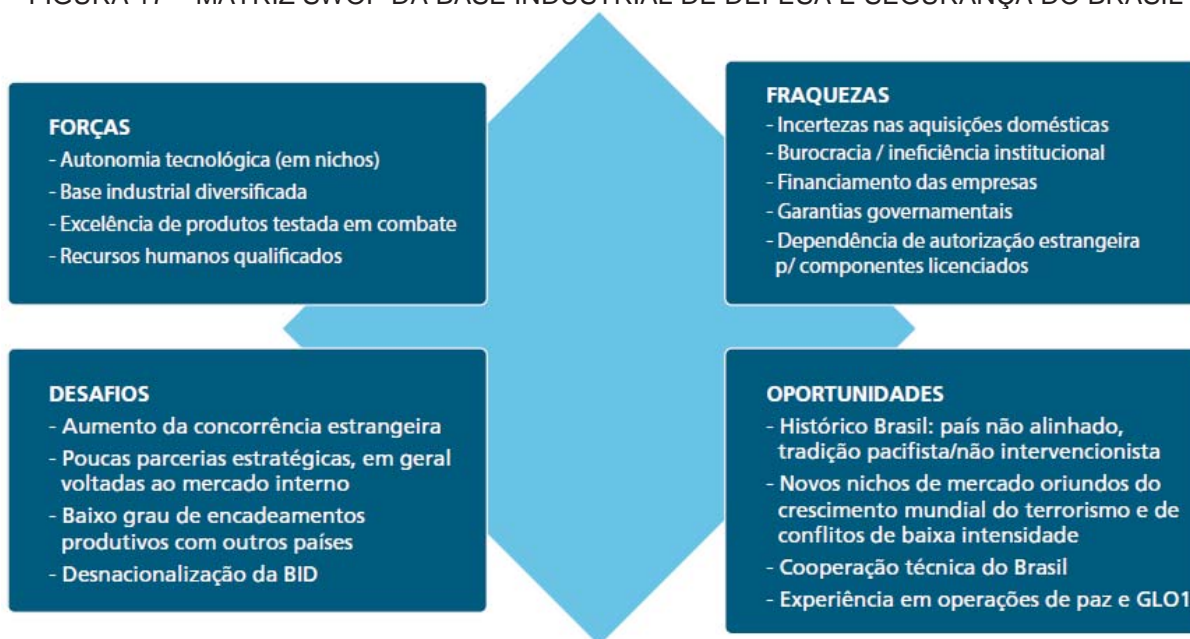 FIGURA 17 – MATRIZ SWOP DA BASE INDUSTRIAL DE DEFESA E SEGURANÇA DO BRASIL
FORÇAS
- Autonomia tecnológica (em nichos)
- Base industrial diversificada
- Excelência de produtos testada em combate
- Recursos humanos qualificados
FRAQUEZAS
- Incertezas nas aquisições domésticas
- Burocracia / ineficiência institucional
- Financiamento das empresas
- Garantias governamentais
- Dependência de autorização estrangeira
p/ componentes licenciados
DESAFIOS
- Aumento da concorrência estrangeira
- Poucas parcerias estratégicas, em geral
voltadas ao mercado interno
- Baixo grau de encadeamentos
produtivos com outros países
- Desnacionalização da BID
OPORTUNIDADES
- Histórico Brasil: país não alinhado,
tradição pacifista/não intervencionista
- Novos nichos de mercado oriundos do
crescimento mundial do terrorismo e de
conflitos de baixa intensidade
- Cooperação técnica do Brasil
- Experiência em operações de paz e GLO1